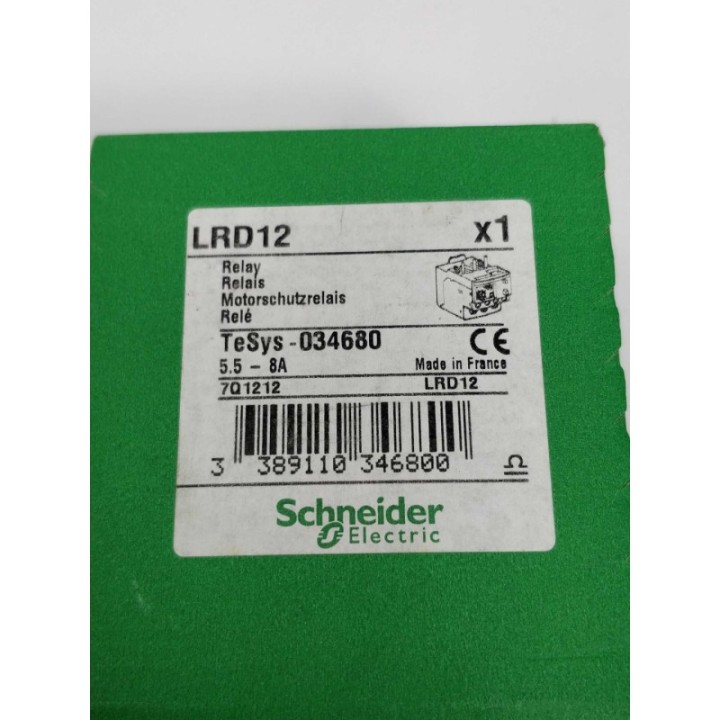 LRD12 x1
Relay
Relais
Motorschutzrelais
Relé
TeSys - 034680 CE
5.5 - 8A Made in France
7Q1212 LRD12
3 389110 346800
Schneider
Electric